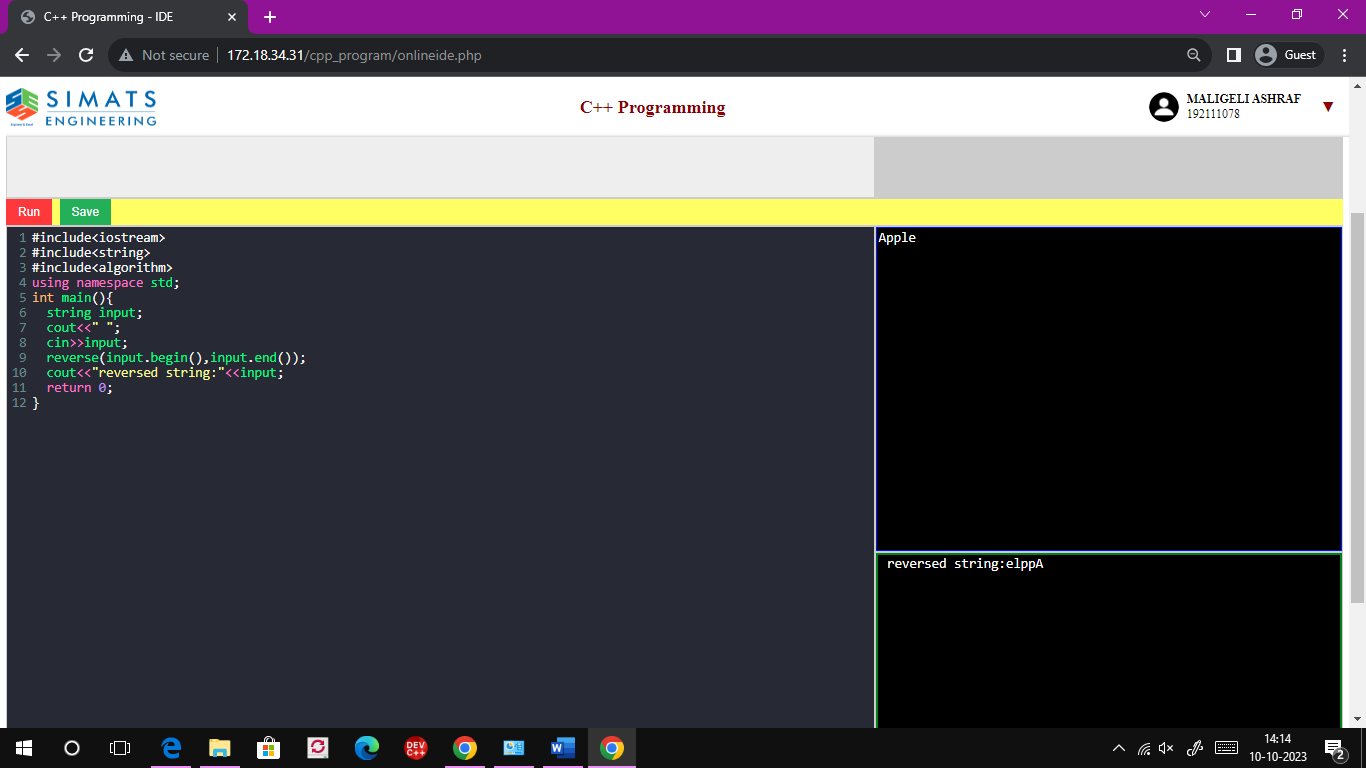 C++ Programming - IDE
Not secure 172.18.34.31/cpp_program/onlineide.php
Guest
SIMATS
ENGINEERING
C++ Programming
MALIGELI ASHRAF
192111078
Run Save
1 #include<iostream>
2 #include<string>
3 #include<algorithm>
4 using namespace std;
5 int main(){
6 string input;
7 cout<<" ";
8 cin>>input;
9 reverse(input.begin(),input.end());
10 cout<<"reversed string:"<<input;
11 return 0;
12 }
Apple
reversed string:elppA
DEV
C++
14:14
10-10-2023
2